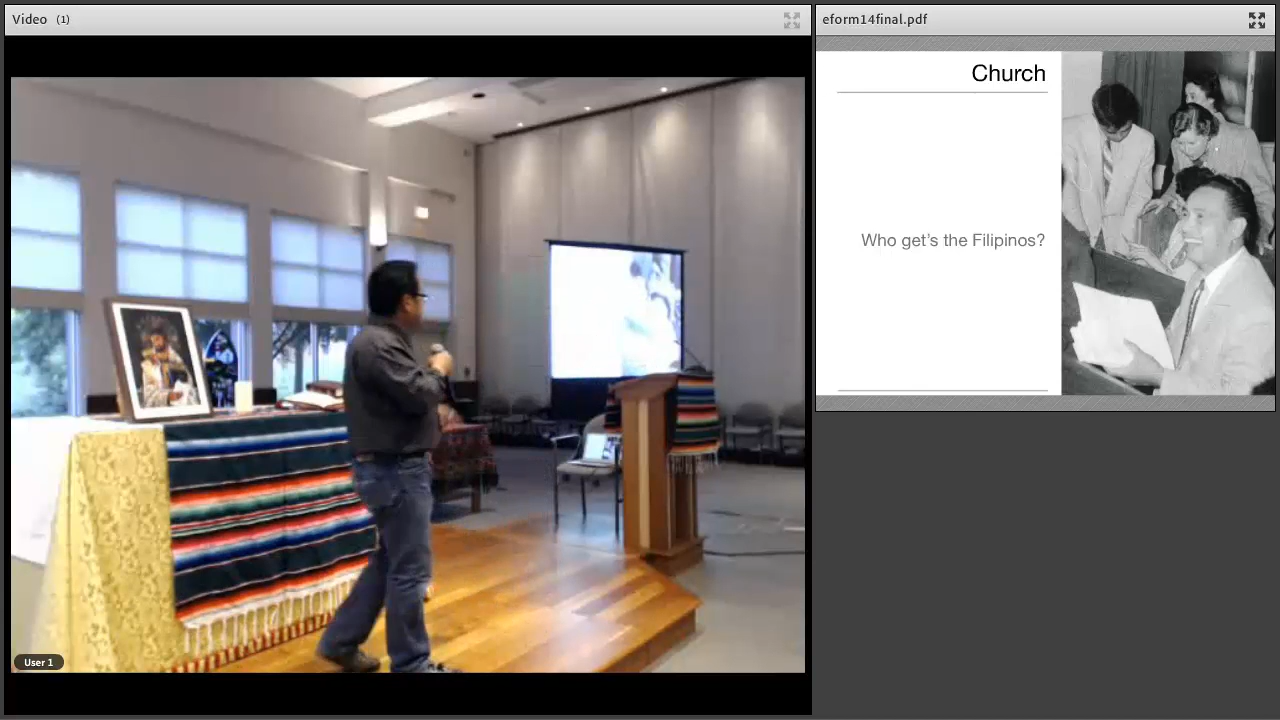 Video (1)
eform14final.pdf
Church
Who get's the Filipinos?
User 1